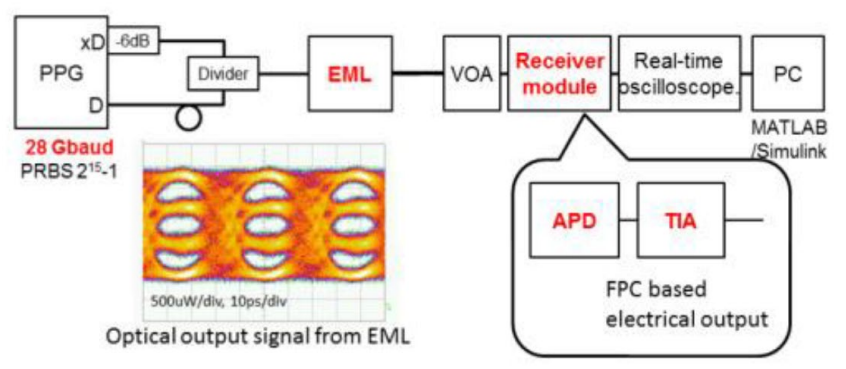 xD
-6dB
PPG
D
Divider
EML
VOA
Receiver
module
Real-time
oscilloscope.
PC
28 Gbaud
PRBS 2¹⁵-1
MATLAB
/Simulink
500uW/div, 10ps/div
Optical output signal from EML
APD
TIA
FPC based
electrical output